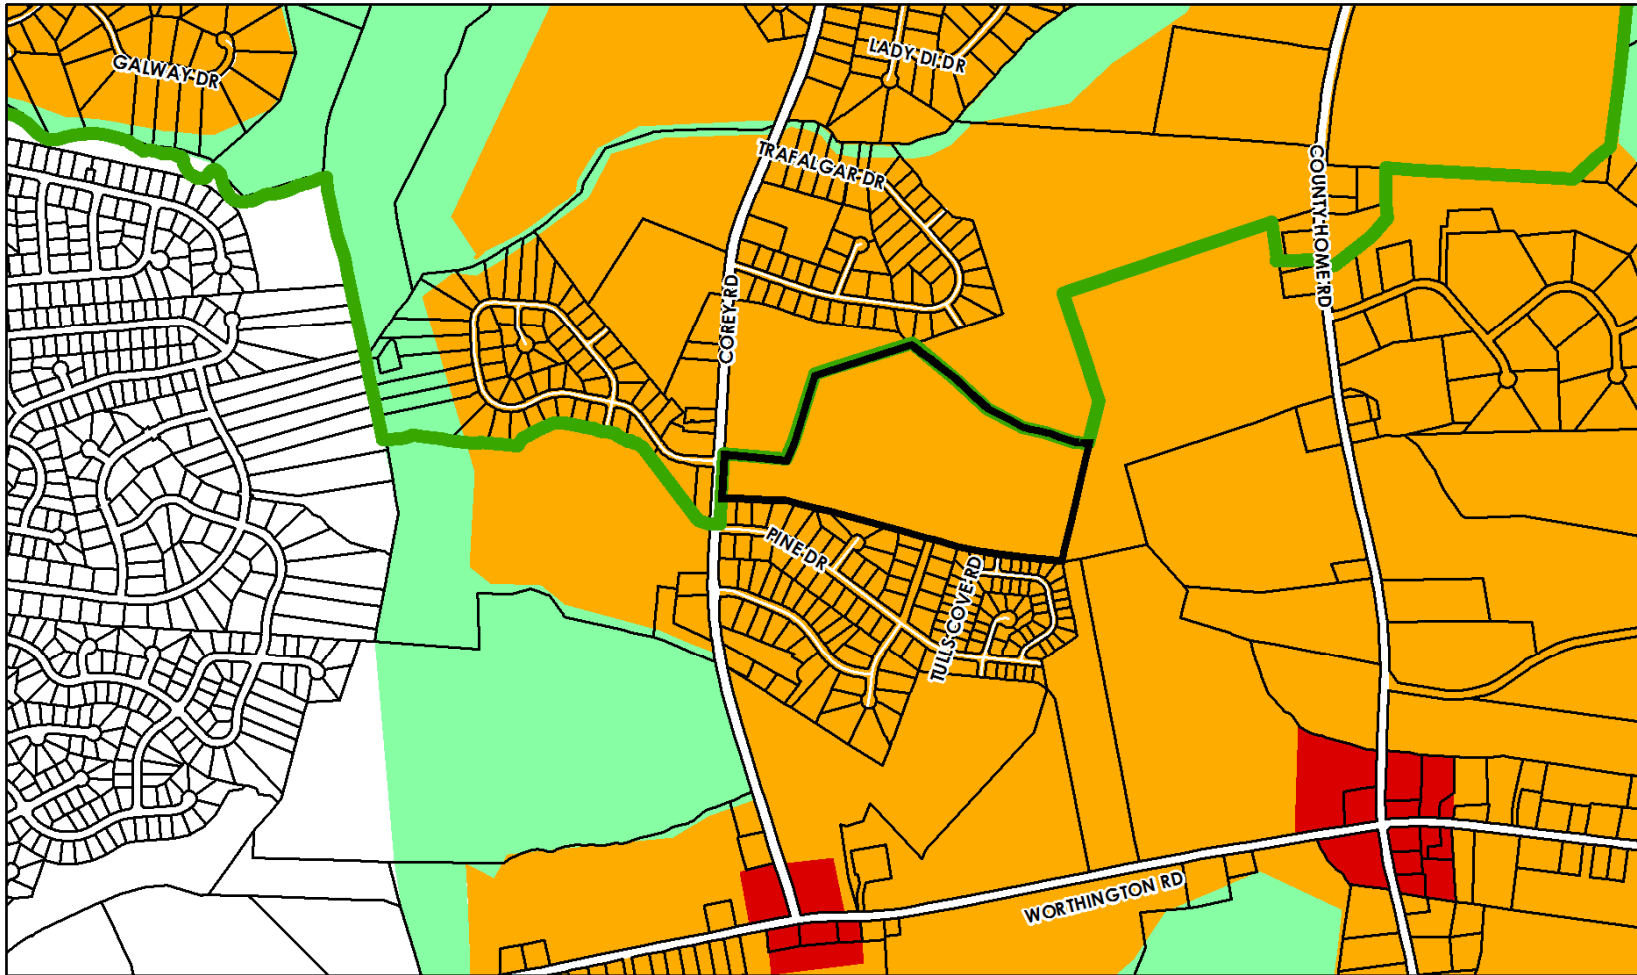 LADY DI DR
GALWAY DR
TRAFALGAR DR
COUNTY HOME RD
COREY RD
PINE DR
TULLS COVE RD
WORTHINGTON RD